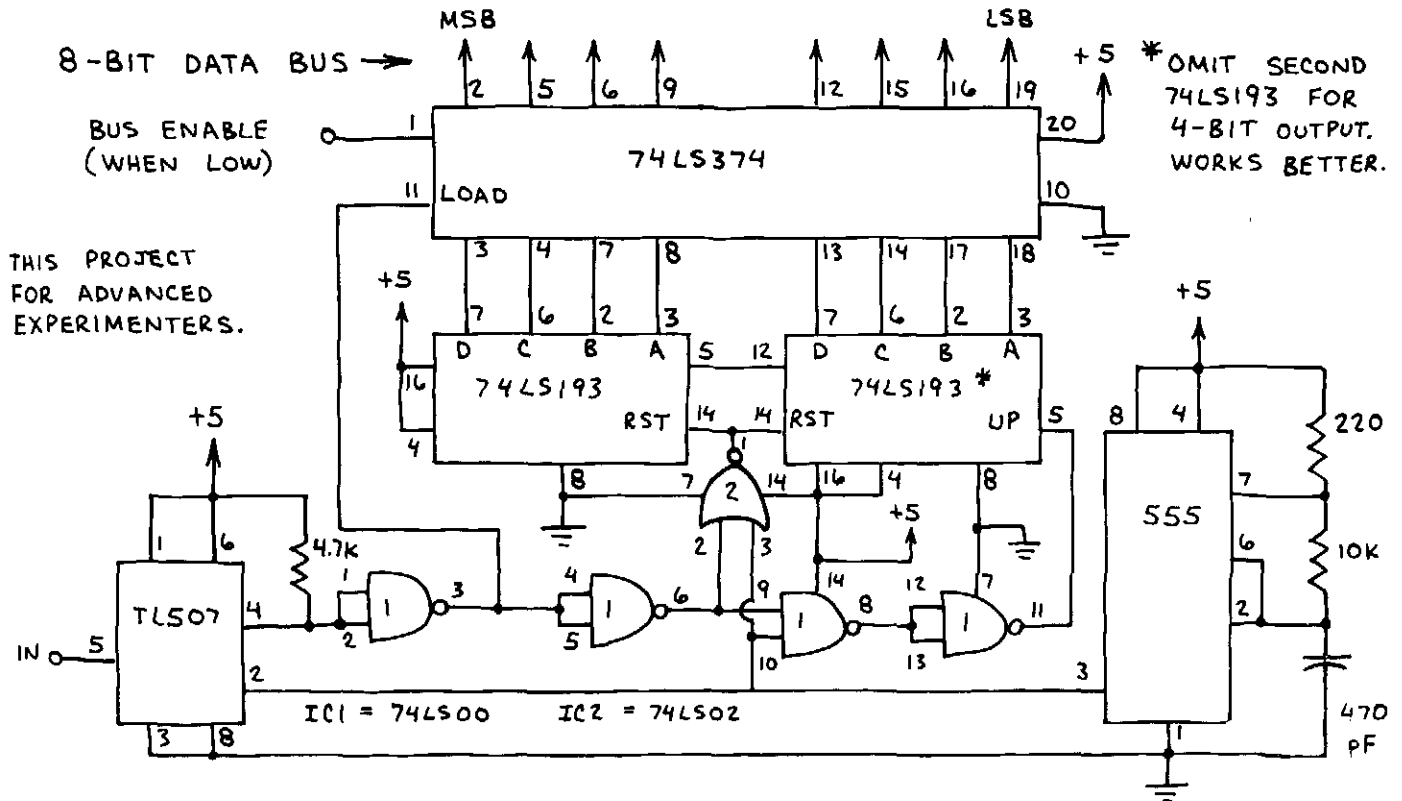 MSB LSB
8-BIT DATA BUS
2 5 6 9 12 15 16 19
+5
* OMIT SECOND
74LS193 FOR
4-BIT OUTPUT.
WORKS BETTER.
BUS ENABLE
(WHEN LOW)
1 74LS374 20
11 LOAD 10
3 4 7 8 13 14 17 18
THIS PROJECT
FOR ADVANCED
EXPERIMENTERS.
+5 +5
7 6 2 3 7 6 2 3
D C B A D C B A
16 74LS193 5 12 74LS193 *
4 RST 14 14 RST UP 5
8 4
220
+5
1
8 7 2 14 16 4 8
7
555
+5
1 6 4.7K
2 3
6
10K
TL507 4
1 2 1 3
4 5 1 6
9 10 1 14 8
12 13 1 7 11
2
IN 5
2 3
IC1 = 74LS00 IC2 = 74LS02
3 8 1
470
pF